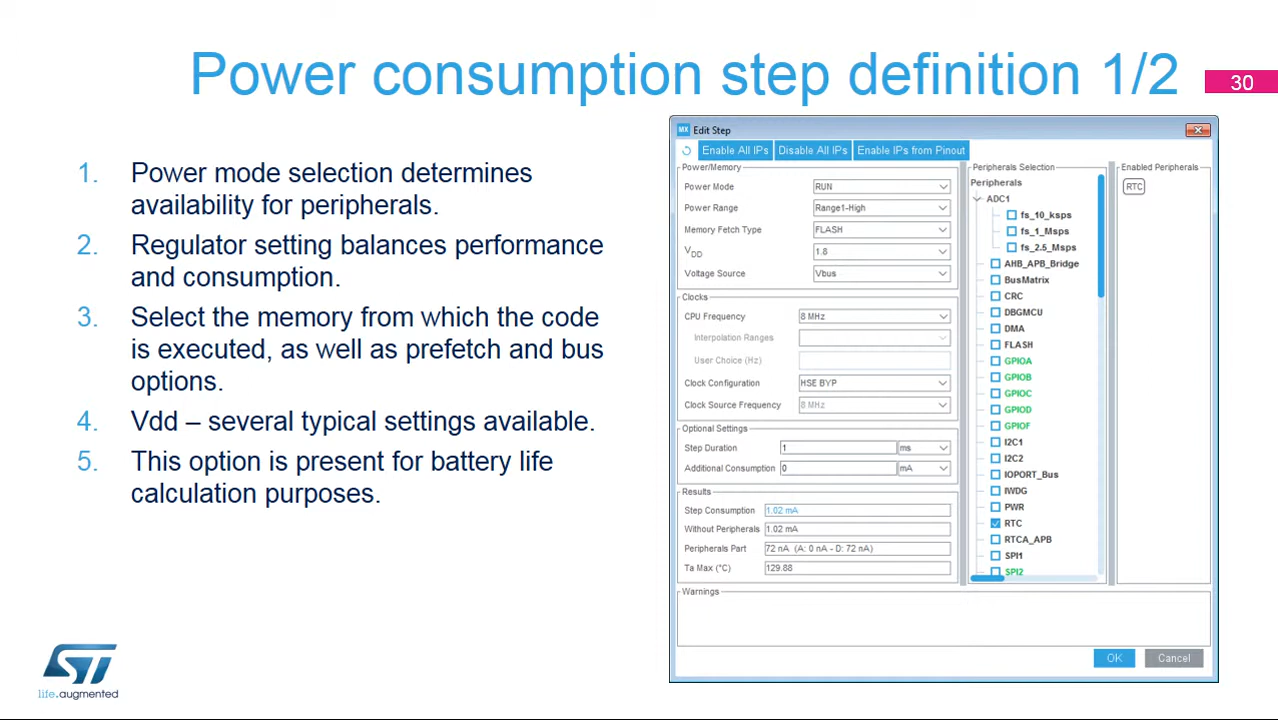 Power consumption step definition 1/2
30
1. Power mode selection determines
availability for peripherals.
2. Regulator setting balances performance
and consumption.
3. Select the memory from which the code
is executed, as well as prefetch and bus
options.
4. Vdd – several typical settings available.
5. This option is present for battery life
calculation purposes.
MX Edit Step
Enable All IPs Disable All IPs Enable IPs from Pinout
Power/Memory
Power Mode RUN
Power Range Range1-High
Memory Fetch Type FLASH
VDD 1.8
Voltage Source Vbus
Clocks
CPU Frequency 8 MHz
Interpolation Ranges
User Choice (Hz)
Clock Configuration HSE BYP
Clock Source Frequency 8 MHz
Optional Settings
Step Duration 1 ms
Additional Consumption 0 mA
Results
Step Consumption 1.02 mA
Without Peripherals 1.02 mA
Peripherals Part 72 nA (A: 0 nA - D: 72 nA)
Ta Max (°C) 129.88
Peripherals Selection
Peripherals
ADC1
fs_10_ksps
fs_1_Msps
fs_2.5_Msps
AHB_APB_Bridge
BusMatrix
CRC
DBGMCU
DMA
FLASH
GPIOA
GPIOB
GPIOC
GPIOD
GPIOF
I2C1
I2C2
IOPORT_Bus
IWDG
PWR
RTC
RTCA_APB
SPI1
SPI2
Enabled Peripherals
RTC
Warnings
OK Cancel
ST
life.augmented